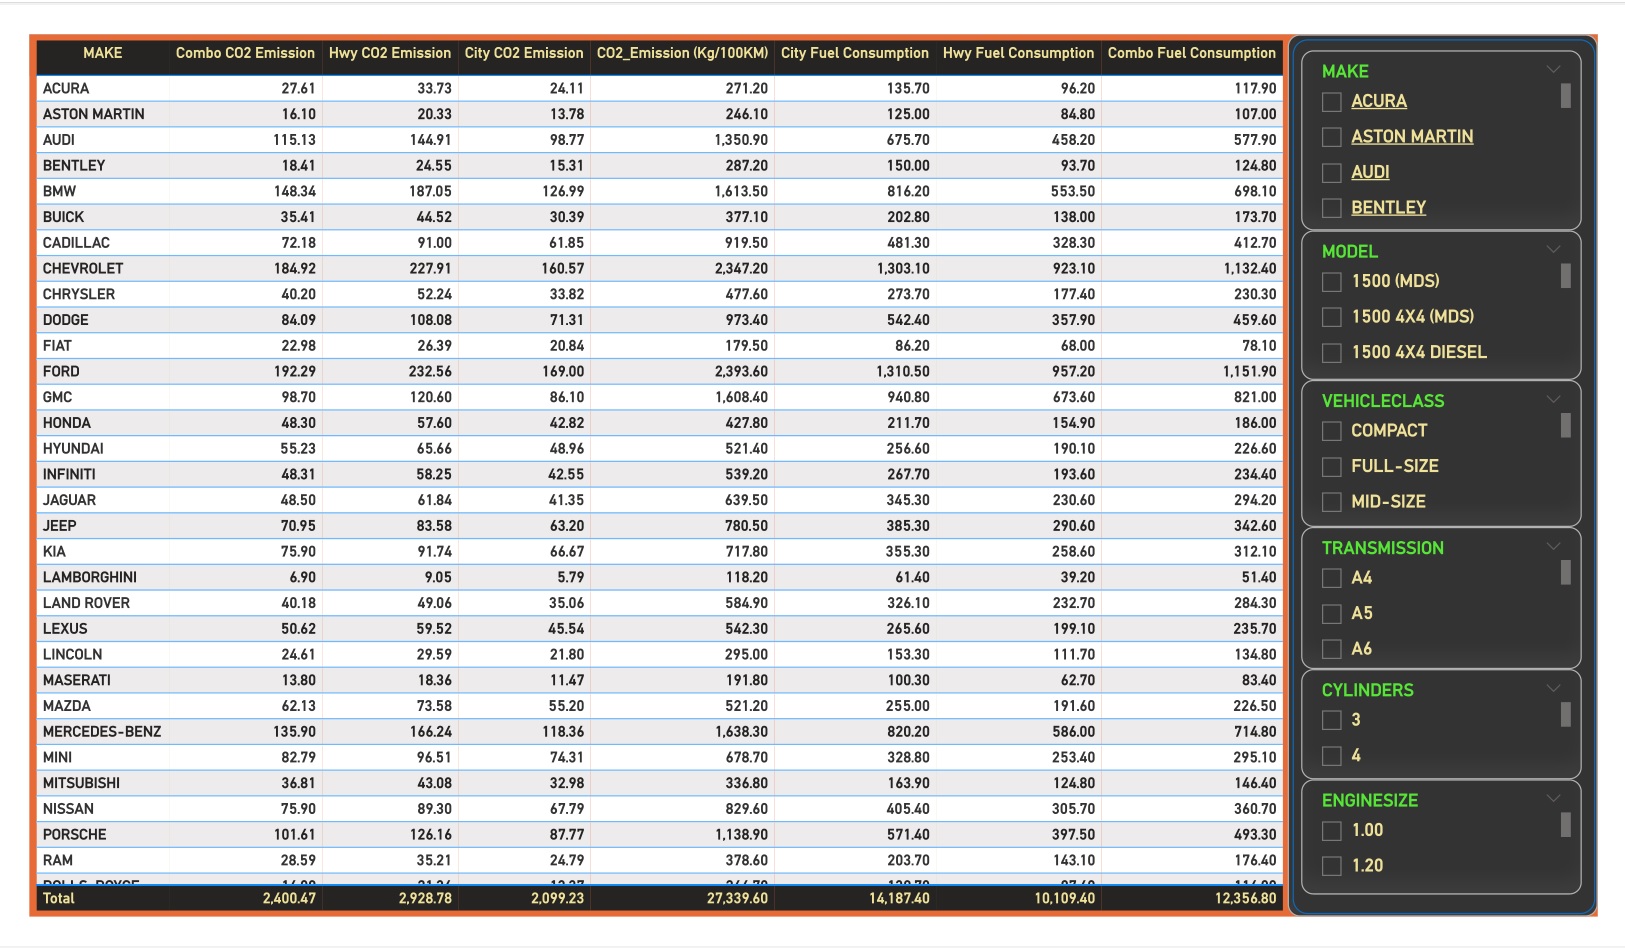 MAKE Combo CO2 Emission Hwy CO2 Emission City CO2 Emission CO2_Emission (Kg/100KM) City Fuel Consumption Hwy Fuel Consumption Combo Fuel Consumption
ACURA 27.61 33.73 24.11 271.20 135.70 96.20 117.90
ASTON MARTIN 16.10 20.33 13.78 246.10 125.00 84.80 107.00
AUDI 115.13 144.91 98.77 1,350.90 675.70 458.20 577.90
BENTLEY 18.41 24.55 15.31 287.20 150.00 93.70 124.80
BMW 148.34 187.05 126.99 1,613.50 816.20 553.50 698.10
BUICK 35.41 44.52 30.39 377.10 202.80 138.00 173.70
CADILLAC 72.18 91.00 61.85 919.50 481.30 328.30 412.70
CHEVROLET 184.92 227.91 160.57 2,347.20 1,303.10 923.10 1,132.40
CHRYSLER 40.20 52.24 33.82 477.60 273.70 177.40 230.30
DODGE 84.09 108.08 71.31 973.40 542.40 357.90 459.60
FIAT 22.98 26.39 20.84 179.50 86.20 68.00 78.10
FORD 192.29 232.56 169.00 2,393.60 1,310.50 957.20 1,151.90
GMC 98.70 120.60 86.10 1,608.40 940.80 673.60 821.00
HONDA 48.30 57.60 42.82 427.80 211.70 154.90 186.00
HYUNDAI 55.23 65.66 48.96 521.40 256.60 190.10 226.60
INFINITI 48.31 58.25 42.55 539.20 267.70 193.60 234.40
JAGUAR 48.50 61.84 41.35 639.50 345.30 230.60 294.20
JEEP 70.95 83.58 63.20 780.50 385.30 290.60 342.60
KIA 75.90 91.74 66.67 717.80 355.30 258.60 312.10
LAMBORGHINI 6.90 9.05 5.79 118.20 61.40 39.20 51.40
LAND ROVER 40.18 49.06 35.06 584.90 326.10 232.70 284.30
LEXUS 50.62 59.52 45.54 542.30 265.60 199.10 235.70
LINCOLN 24.61 29.59 21.80 295.00 153.30 111.70 134.80
MASERATI 13.80 18.36 11.47 191.80 100.30 62.70 83.40
MAZDA 62.13 73.58 55.20 521.20 255.00 191.60 226.50
MERCEDES-BENZ 135.90 166.24 118.36 1,638.30 820.20 586.00 714.80
MINI 82.79 96.51 74.31 678.70 328.80 253.40 295.10
MITSUBISHI 36.81 43.08 32.98 336.80 163.90 124.80 146.40
NISSAN 75.90 89.30 67.79 829.60 405.40 305.70 360.70
PORSCHE 101.61 126.16 87.77 1,138.90 571.40 397.50 493.30
RAM 28.59 35.21 24.79 378.60 203.70 143.10 176.40
Total 2,400.47 2,928.78 2,099.23 27,339.60 14,187.40 10,109.40 12,356.80
MAKE
ACURA
ASTON MARTIN
AUDI
BENTLEY
MODEL
1500 (MDS)
1500 4X4 (MDS)
1500 4X4 DIESEL
VEHICLECLASS
COMPACT
FULL-SIZE
MID-SIZE
TRANSMISSION
A4
A5
A6
CYLINDERS
3
4
ENGINESIZE
1.00
1.20